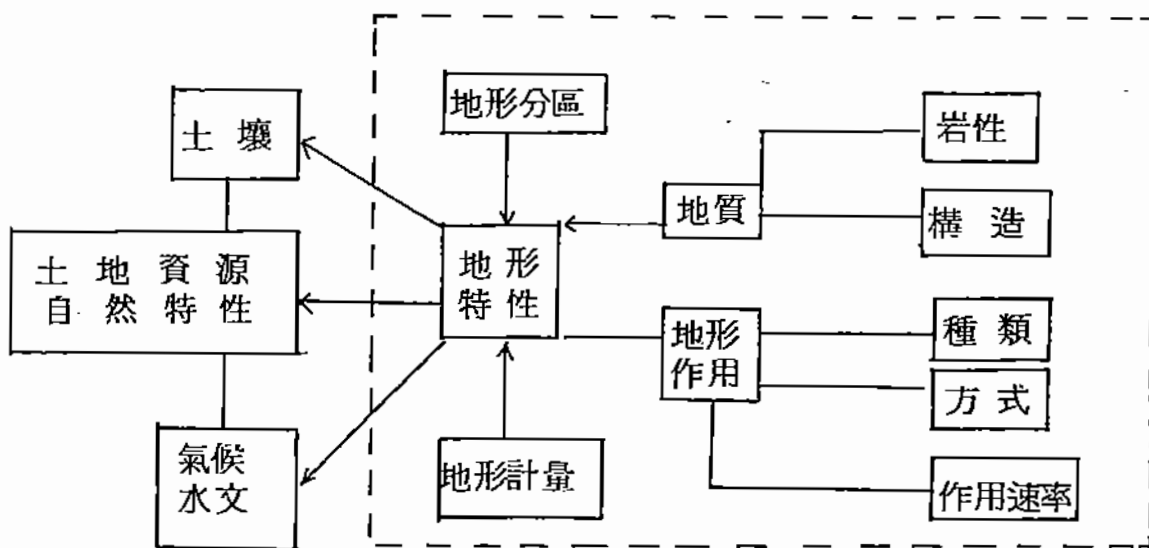 地形分區
土壤
岩性
地質
構造
土地資源
自然特性
地形
特性
地形
作用
種類
方式
氣候
水文
地形計量
作用速率